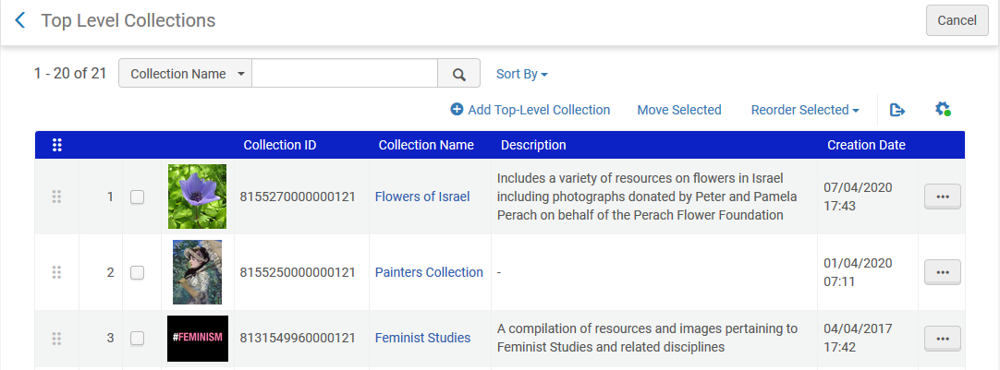 Top Level Collections
Cancel
1 - 20 of 21
Collection Name
Sort By
Add Top-Level Collection
Move Selected
Reorder Selected
Collection ID
Collection Name
Description
Creation Date
1
8155270000000121
Flowers of Israel
Includes a variety of resources on flowers in Israel
including photographs donated by Peter and Pamela
Perach on behalf of the Perach Flower Foundation
07/04/2020
17:43
2
8155250000000121
Painters Collection
-
01/04/2020
07:11
3
#FEMINISM
8131549960000121
Feminist Studies
A compilation of resources and images pertaining to
Feminist Studies and related disciplines
04/04/2017
17:42